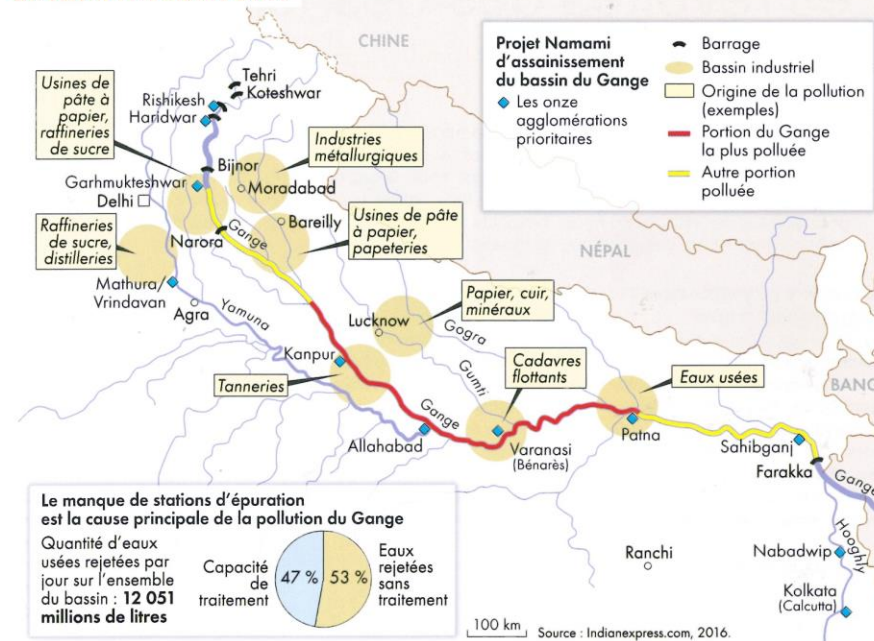 CHINE
Projet Namami
d'assainissement
du bassin du Gange
Les onze
agglomérations
prioritaires
Barrage
Bassin industriel
Origine de la pollution
(exemples)
Portion du Gange
la plus polluée
Autre portion
polluée
Usines de
pâte à
papier,
raffineries
de sucre
Tehri
Koteshwar
Rishikesh
Haridwar
Industries
métallurgiques
Bijnor
Garhmukteshwar
Moradabad
Delhi
Gange
Bareilly
Narora
Raffineries
de sucre,
distilleries
Usines de pâte
à papier,
papeteries
NÉPAL
Mathura/
Vrindavan
Agra
Yamuna
Papier, cuir,
minéraux
Lucknow
Gogra
Kanpur
Gumti
Cadavres
flottants
Tanneries
Eaux usées
BANG
Gange
Allahabad
Varanasi
(Bénarès)
Patna
Sahibganj
Farakka
Gange
Hooghly
Ranchi
Nabadwip
Kolkata
(Calcutta)
Le manque de stations d'épuration
est la cause principale de la pollution du Gange
Quantité d'eaux
usées rejetées par
jour sur l'ensemble
du bassin : 12 051
millions de litres
Capacité
de
traitement
47 %
53 %
Eaux
rejetées
sans
traitement
100 km
Source : Indianexpress.com, 2016.